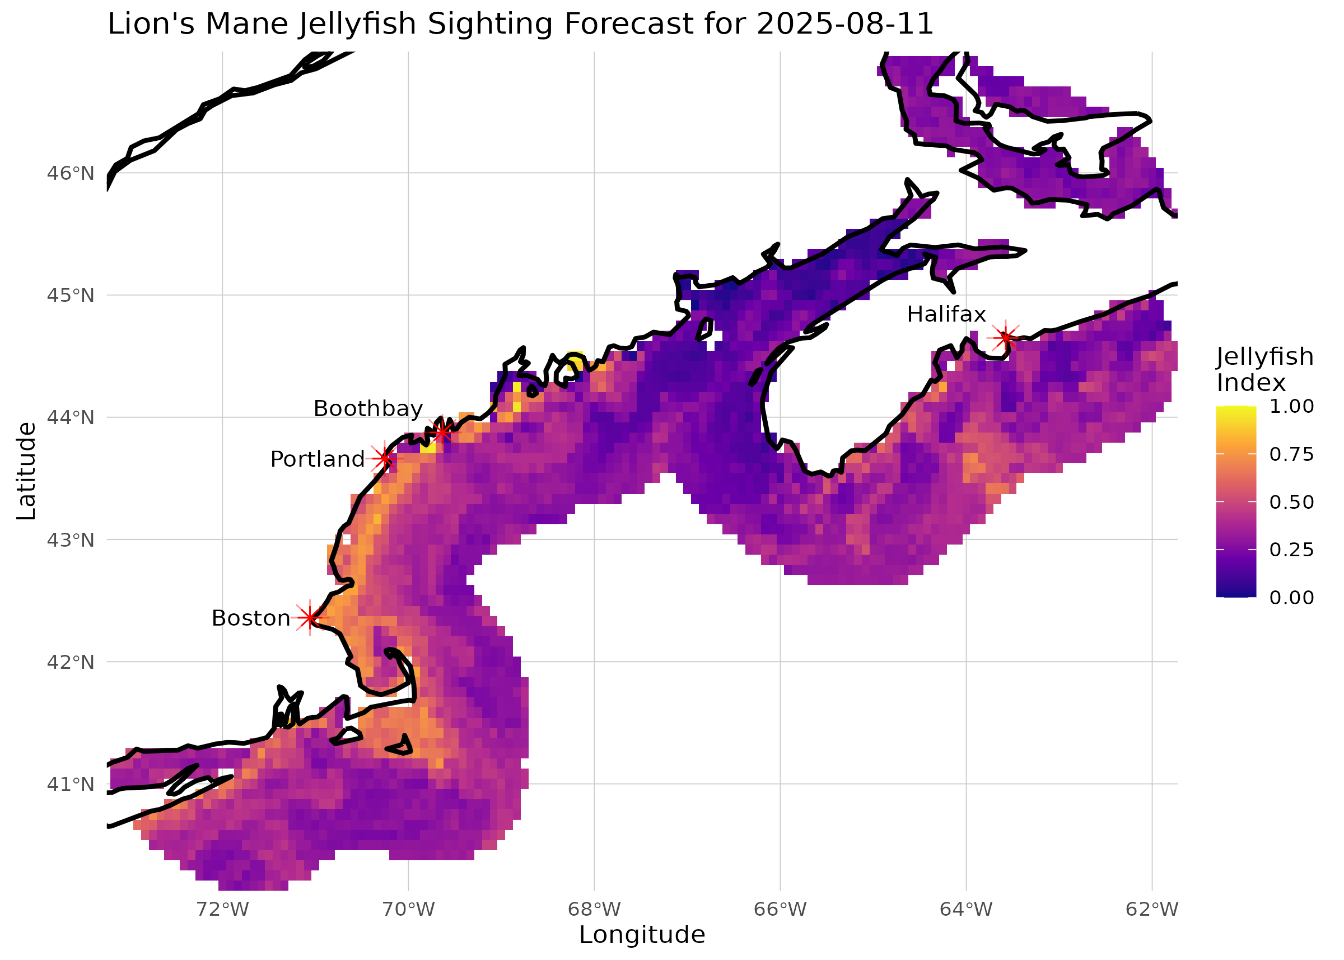 Lion's Mane Jellyfish Sighting Forecast for 2025-08-11
46°N
45°N
44°N
43°N
42°N
41°N
Latitude
Halifax
Boothbay
Portland
Boston
72°W
70°W
68°W
66°W
64°W
62°W
Longitude
Jellyfish
Index
1.00
0.75
0.50
0.25
0.00